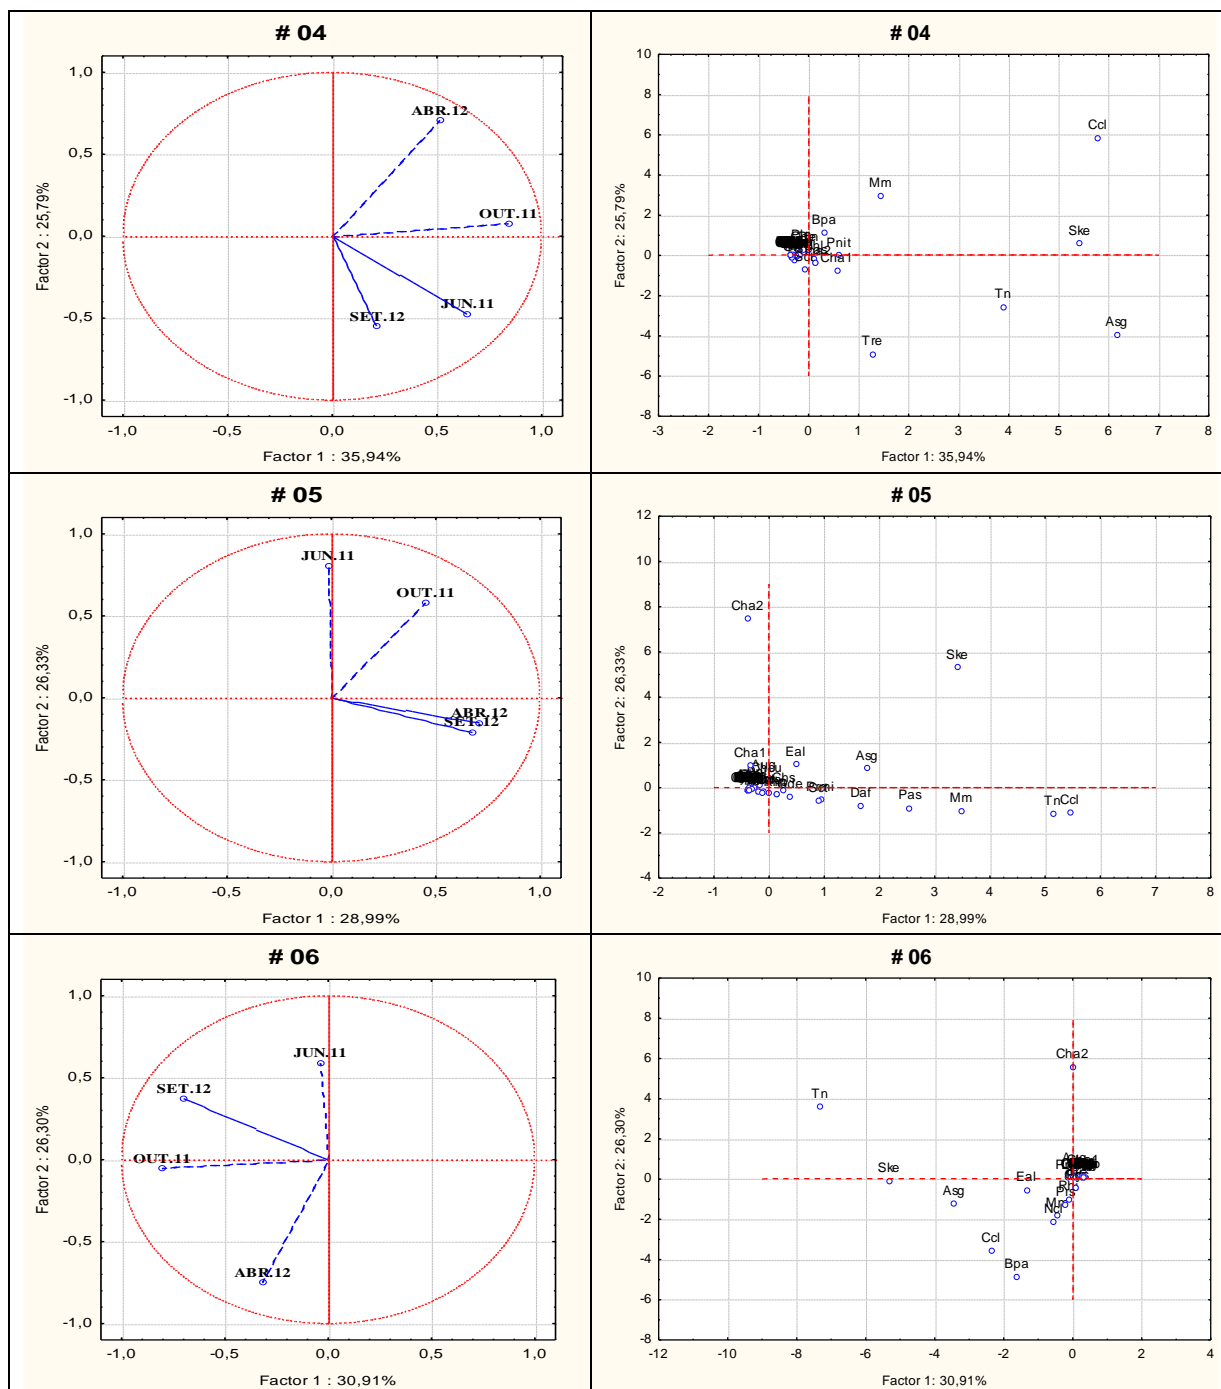 # 04
1,0
0,5
0,0
-0,5
-1,0
Factor 2 : 25,79%
ABR.12
OUT.11
JUN.11
SET.12
-1,0 -0,5 0,0 0,5 1,0
Factor 1 : 35,94%
# 04
10
8
6
4
2
0
-2
-4
-6
-8
Factor 2: 25,79%
Ccl
Mm
Bpa
Ske
Pnit
Cha1
Tn
Asg
Tre
-3 -2 -1 0 1 2 3 4 5 6 7 8
Factor 1: 35,94%
# 05
1,0
0,5
0,0
-0,5
-1,0
Factor 2 : 26,33%
JUN.11
OUT.11
ABR.12
SET.12
-1,0 -0,5 0,0 0,5 1,0
Factor 1 : 28,99%
# 05
12
10
8
6
4
2
0
-2
-4
Factor 2: 26,33%
Cha2
Ske
Cha1 Eal Asg
Daf Pas Mm Tn Ccl
-2 -1 0 1 2 3 4 5 6 7 8
Factor 1: 28,99%
# 06
1,0
0,5
0,0
-0,5
-1,0
Factor 2 : 26,30%
JUN.11
SET.12
OUT.11
ABR.12
-1,0 -0,5 0,0 0,5 1,0
Factor 1 : 30,91%
# 06
10
8
6
4
2
0
-2
-4
-6
-8
Factor 2: 26,30%
Cha2
Tn
Ske
Eal
Asg
Ncl
Ccl
Bpa
-12 -10 -8 -6 -4 -2 0 2 4
Factor 1: 30,91%